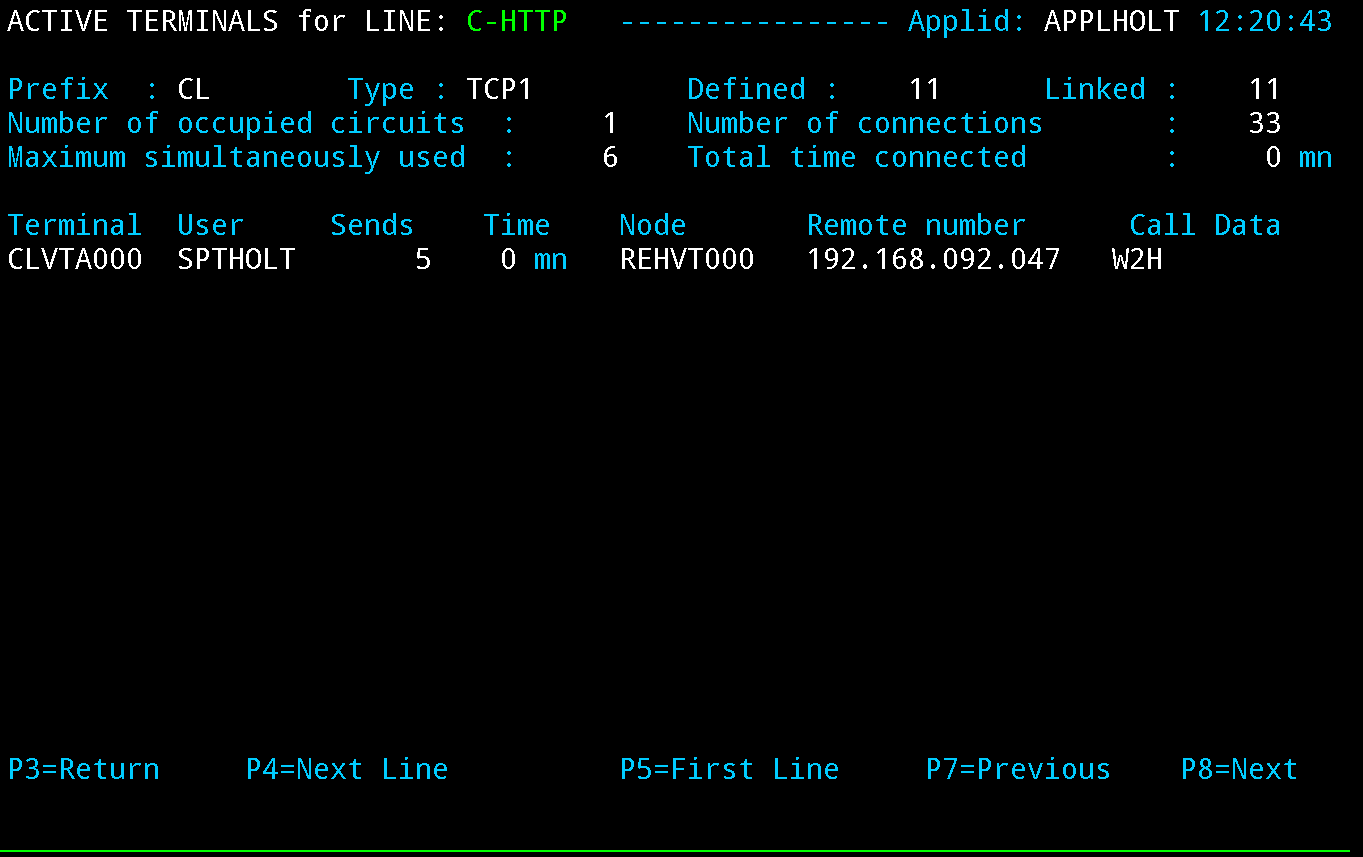 ACTIVE TERMINALS for LINE: C-HTTP   ---------------- Applid: APPLHOLT 12:20:43
Prefix  : CL        Type : TCP1         Defined :    11      Linked :    11
Number of occupied circuits  :     1    Number of connections       :    33
Maximum simultaneously used  :     6    Total time connected        :     0 mn
Terminal  User     Sends    Time    Node       Remote number      Call Data
CLVTA000  SPTHOLT       5    0 mn   REHVT000   192.168.092.047   W2H
P3=Return     P4=Next Line          P5=First Line     P7=Previous    P8=Next